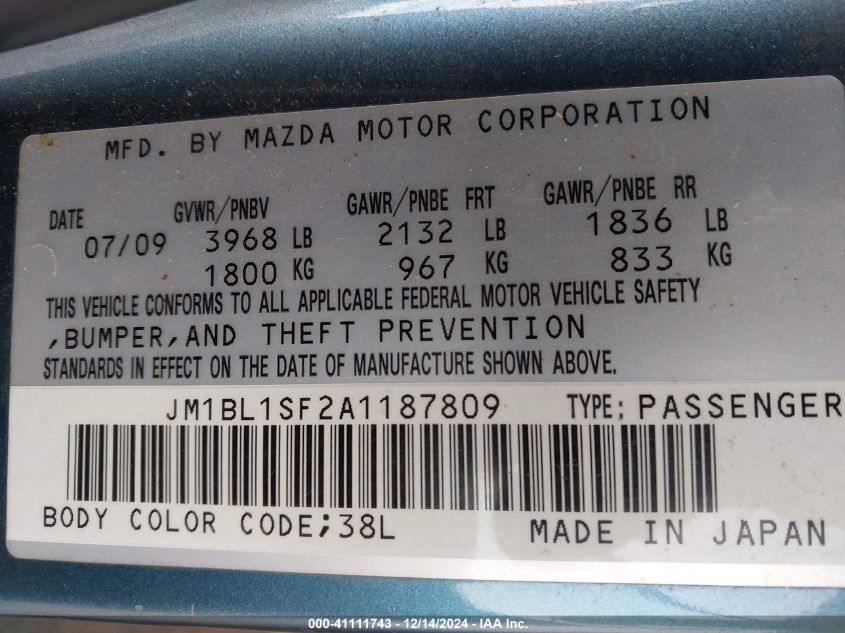 MFD. BY MAZDA MOTOR CORPORATION
DATE GVWR/PNBV GAWR/PNBE FRT GAWR/PNBE RR
07/09 3968 LB 2132 LB 1836 LB
1800 KG 967 KG 833 KG
THIS VEHICLE CONFORMS TO ALL APPLICABLE FEDERAL MOTOR VEHICLE SAFETY
,BUMPER,AND THEFT PREVENTION
STANDARDS IN EFFECT ON THE DATE OF MANUFACTURE SHOWN ABOVE.
JM1BL1SF2A1187809 TYPE: PASSENGER
BODY COLOR CODE;38L MADE IN JAPAN
000-41111743 - 12/14/2024 - IAA Inc.